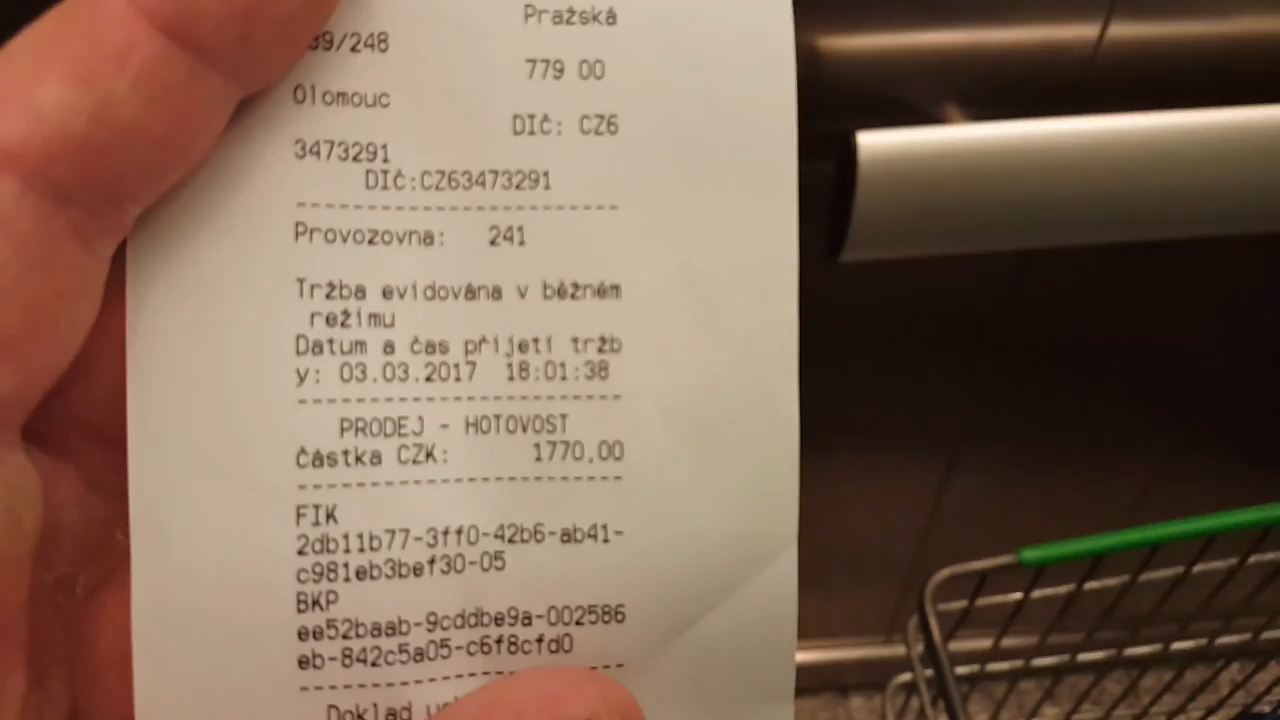 Pražská
39/248
779 00
Olomouc
DIČ: CZ6
3473291
DIČ:CZ63473291
Provozovna: 241
Tržba evidována v běžném
režimu
Datum a čas přijetí tržb
y: 03.03.2017 18:01:38
PRODEJ - HOTOVOST
Částka CZK: 1770,00
FIK
2db11b77-3ff0-42b6-ab41-
c981eb3bef30-05
BKP
ee52baab-9cddbe9a-002586
eb-842c5a05-c6f8cfd0
Doklad